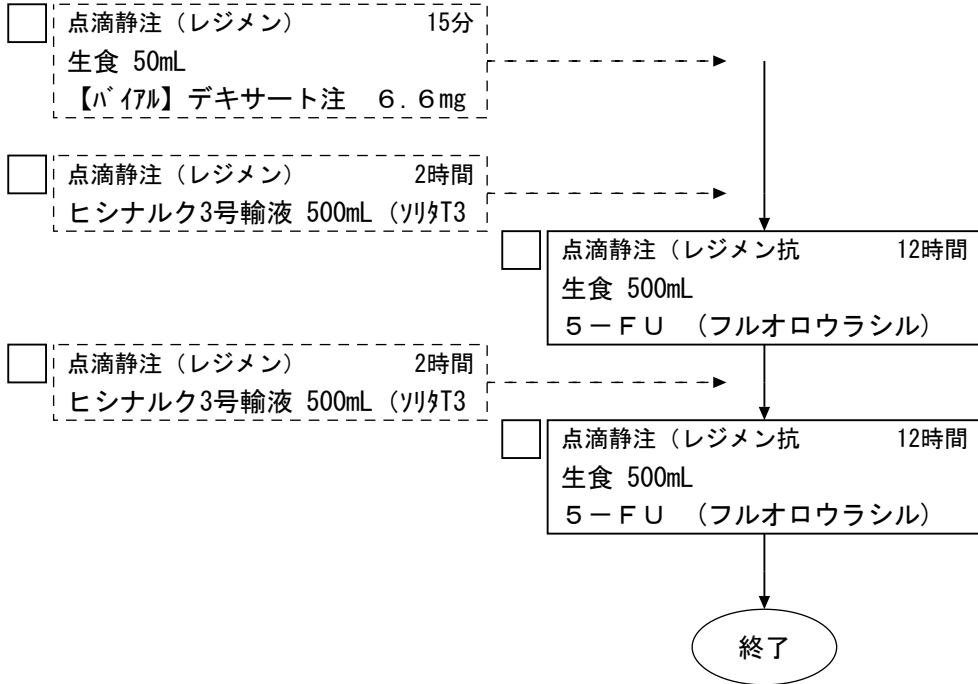 点滴静注（レジメン） 15分
生食 50mL
【ﾊﾞｲｱﾙ】デキサート注 ６.６mg
点滴静注（レジメン） 2時間
ヒシナルク3号輸液 500mL（ｿﾘﾀT3
点滴静注（レジメン抗 12時間
生食 500mL
５－ＦＵ （フルオロウラシル）
点滴静注（レジメン） 2時間
ヒシナルク3号輸液 500mL（ｿﾘﾀT3
点滴静注（レジメン抗 12時間
生食 500mL
５－ＦＵ （フルオロウラシル）
終了